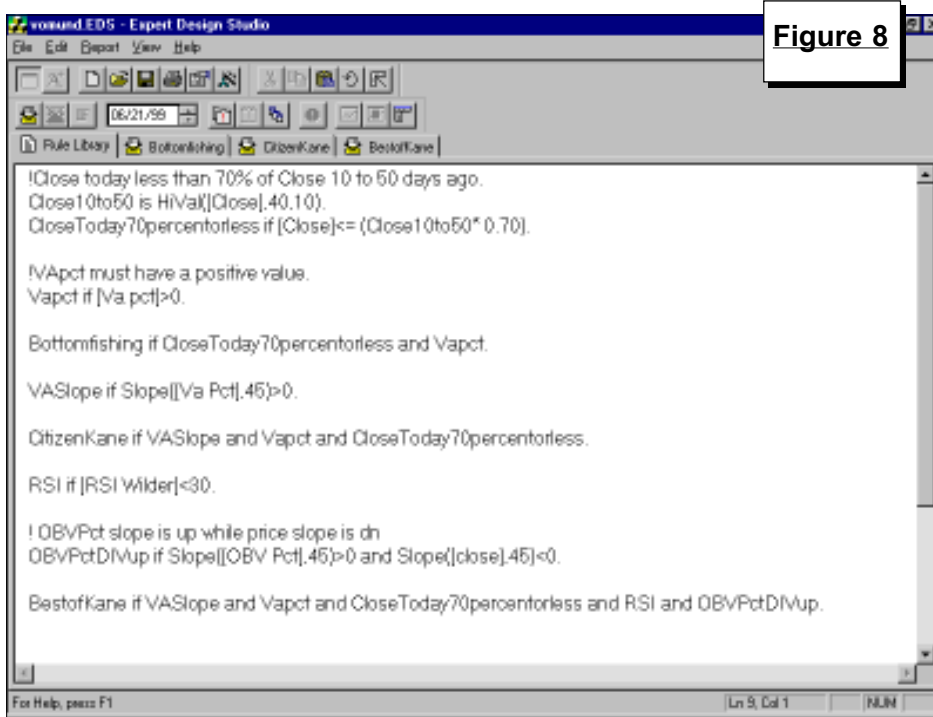 vomund.EDS - Expert Design Studio
Figure 8
File Edit Report View Help
06/21/99
Rule Library Bottomfishing CitizenKane BestofKane
!Close today less than 70% of Close 10 to 50 days ago.
Close10to50 is HiVal([Close],40,10).
CloseToday70percentorless if [Close]<= (Close10to50* 0.70).
!VApct must have a positive value.
Vapct if [Va pct]>0.
Bottomfishing if CloseToday70percentorless and Vapct.
VASlope if Slope([Va Pct],45)>0.
CitizenKane if VASlope and Vapct and CloseToday70percentorless.
RSI if [RSI Wilder]<30.
! OBVPct slope is up while price slope is dn
OBVPctDIVup if Slope([OBV Pct],45)>0 and Slope([close],45)<0.
BestofKane if VASlope and Vapct and CloseToday70percentorless and RSI and OBVPctDIVup.
For Help, press F1
Ln 9, Col 1
NUM